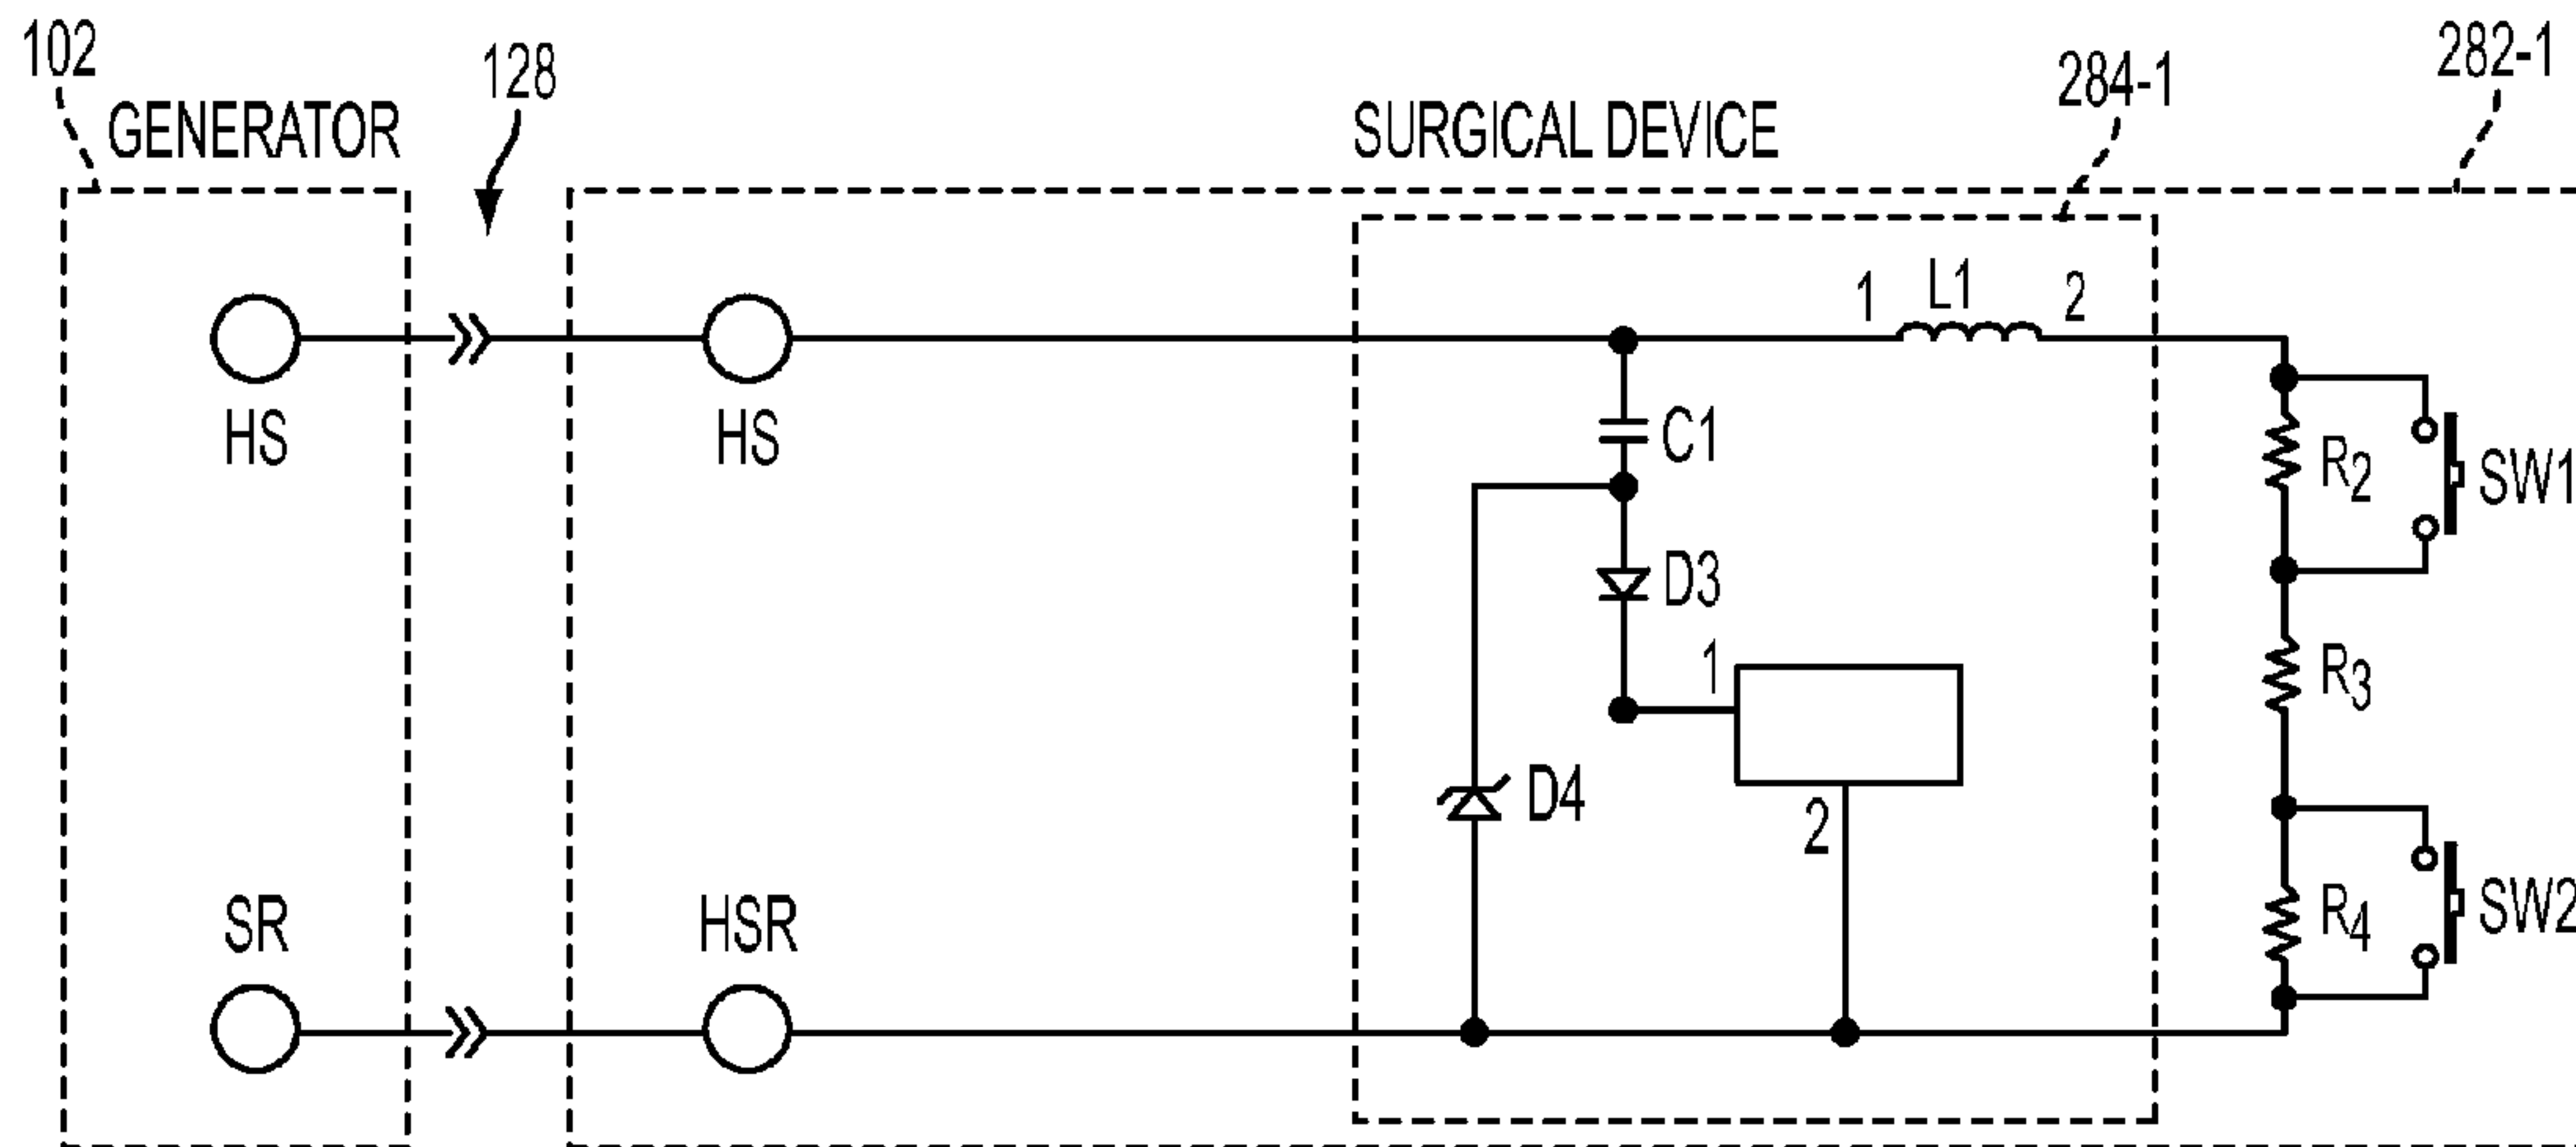 102
128
284-1
282-1
GENERATOR
SURGICAL DEVICE
1
L1
2
HS
HS
C1
R2
SW1
D3
1
R3
D4
2
SR
HSR
R4
SW2